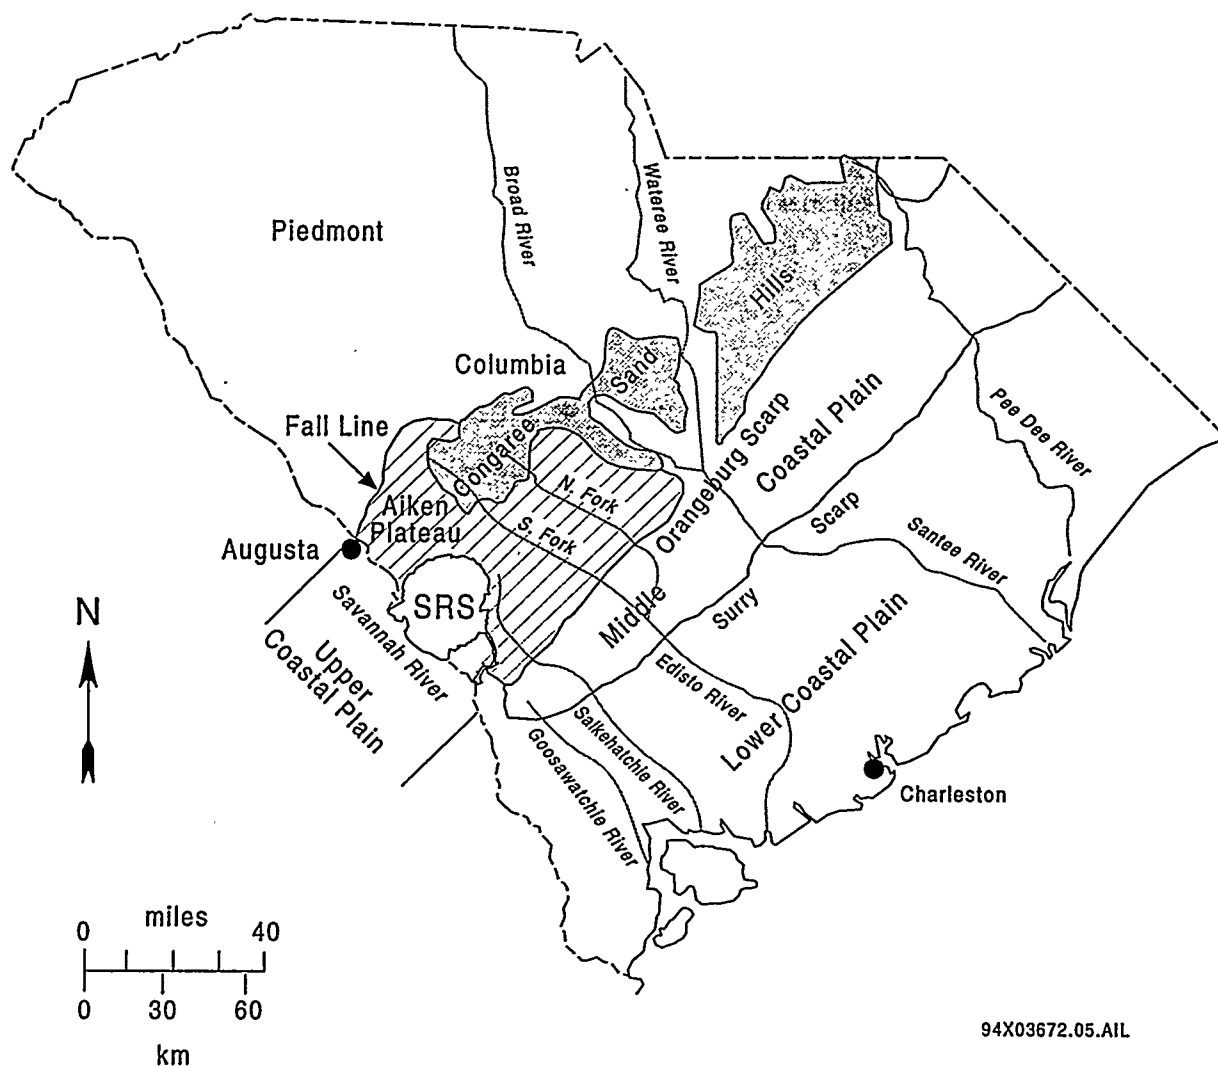 Piedmont
Broad River
Wateree River
Hills
Columbia
Sand
Fall Line
Congaree
Aiken
Plateau
N. Fork
S. Fork
Orangeburg Scarp
Coastal Plain
Pee Dee River
Scarp
Santee River
Augusta
SRS
Middle
Surry
N
Savannah River
Upper
Coastal Plain
Edisto River
Lower Coastal Plain
Salkehatchie River
Goosawatchie River
Charleston
miles
0 40
0 30 60
km
94X03672.05.AIL